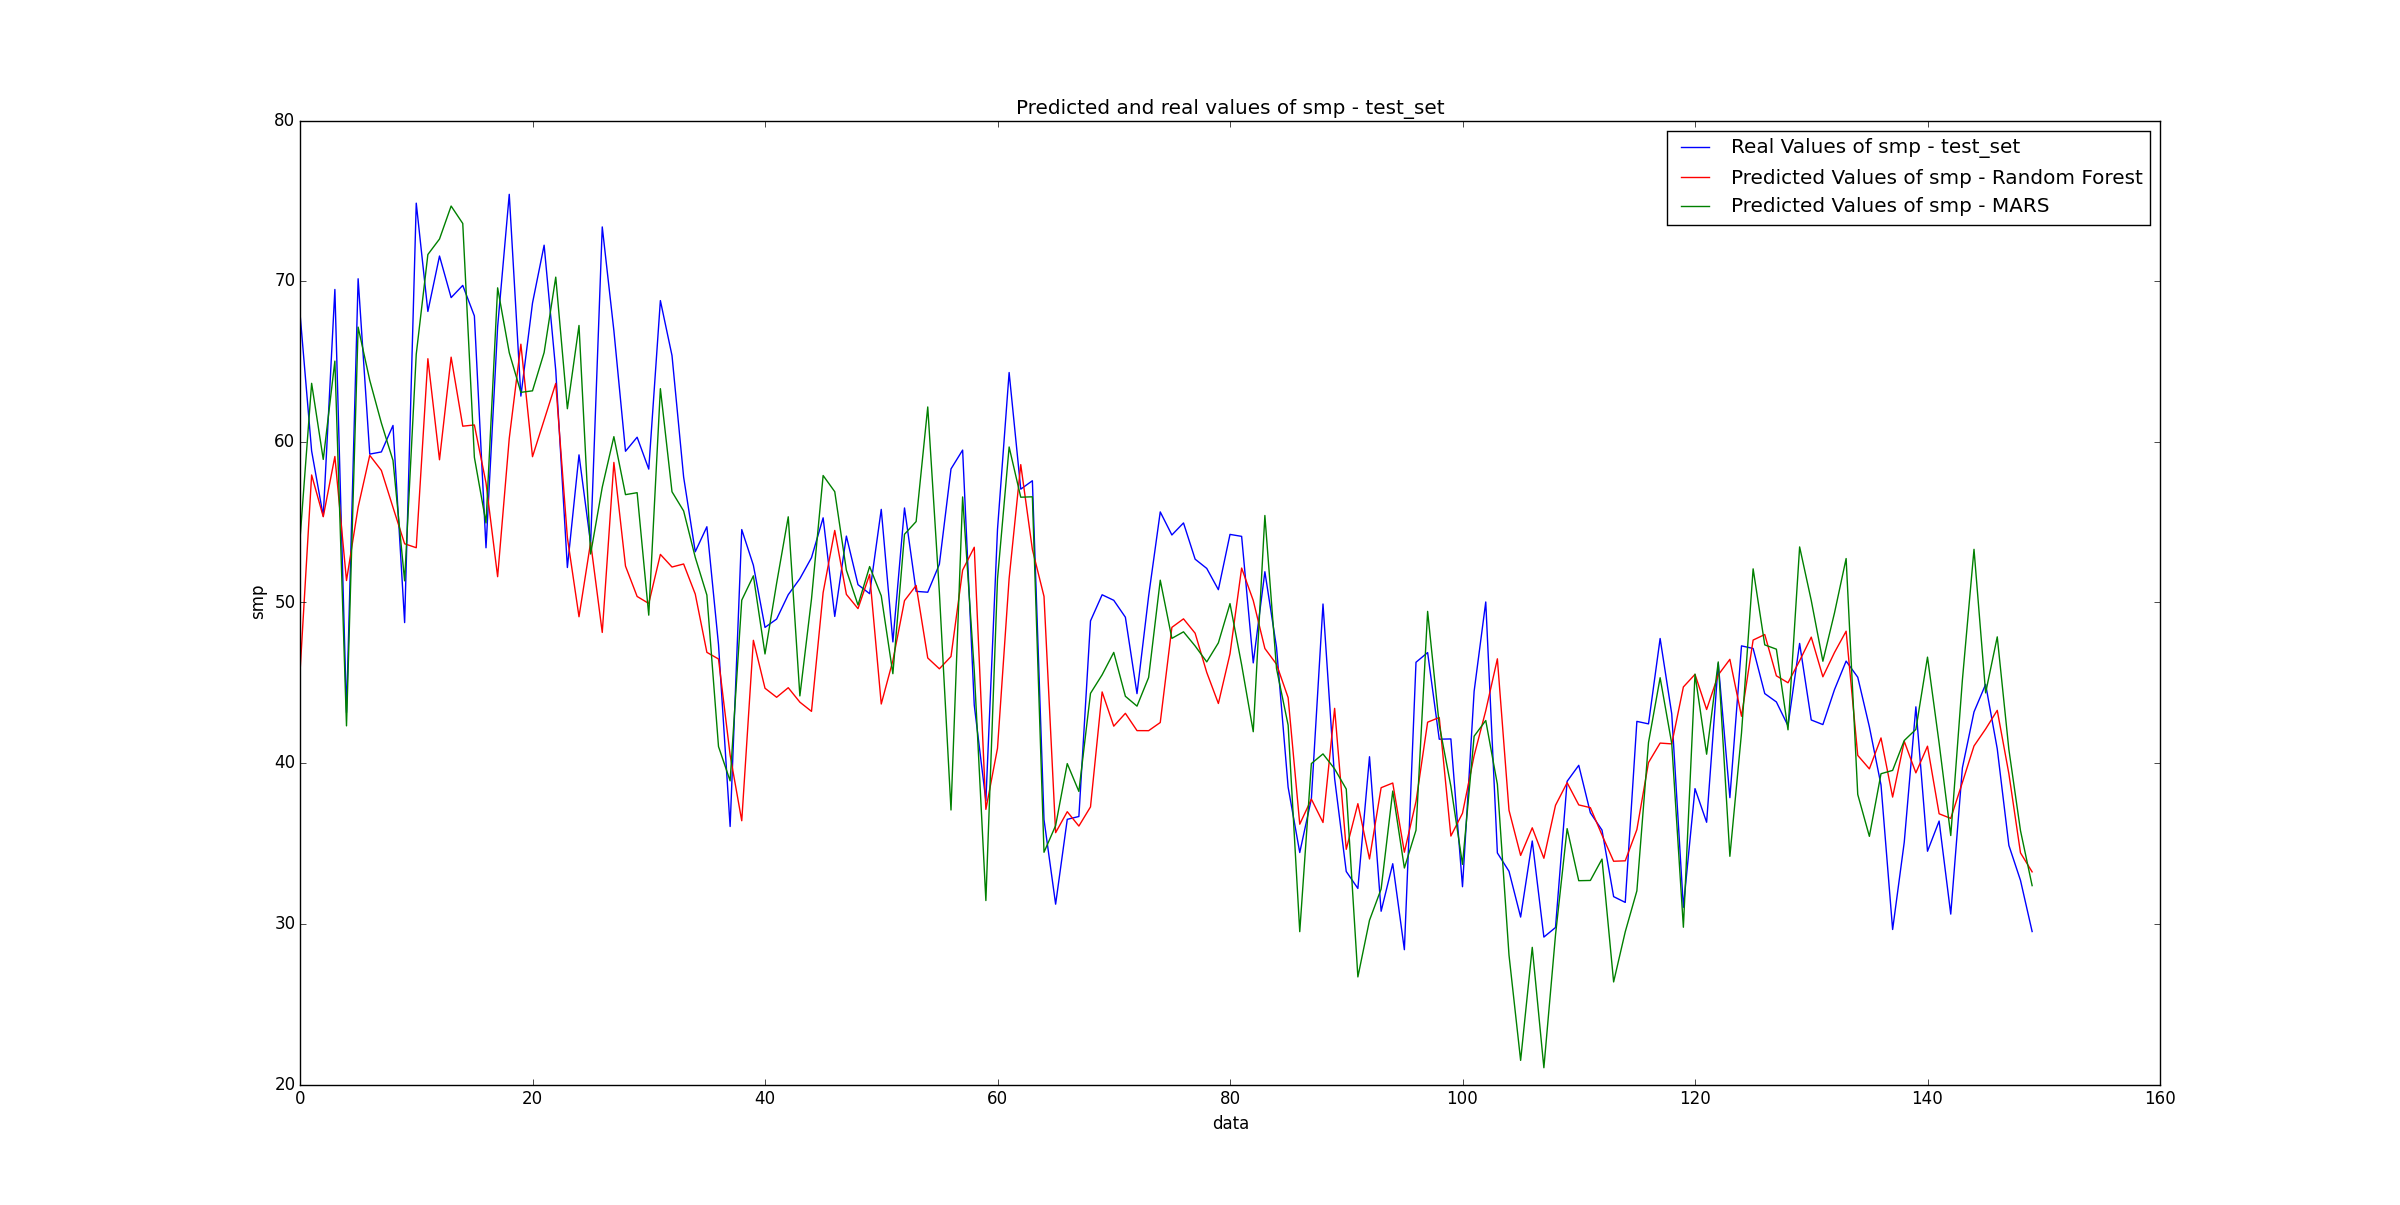 Predicted and real values of smp - test_set
Real Values of smp - test_set
Predicted Values of smp - Random Forest
Predicted Values of smp - MARS
80
70
60
50
40
30
20
smp
0 20 40 60 80 100 120 140 160
data